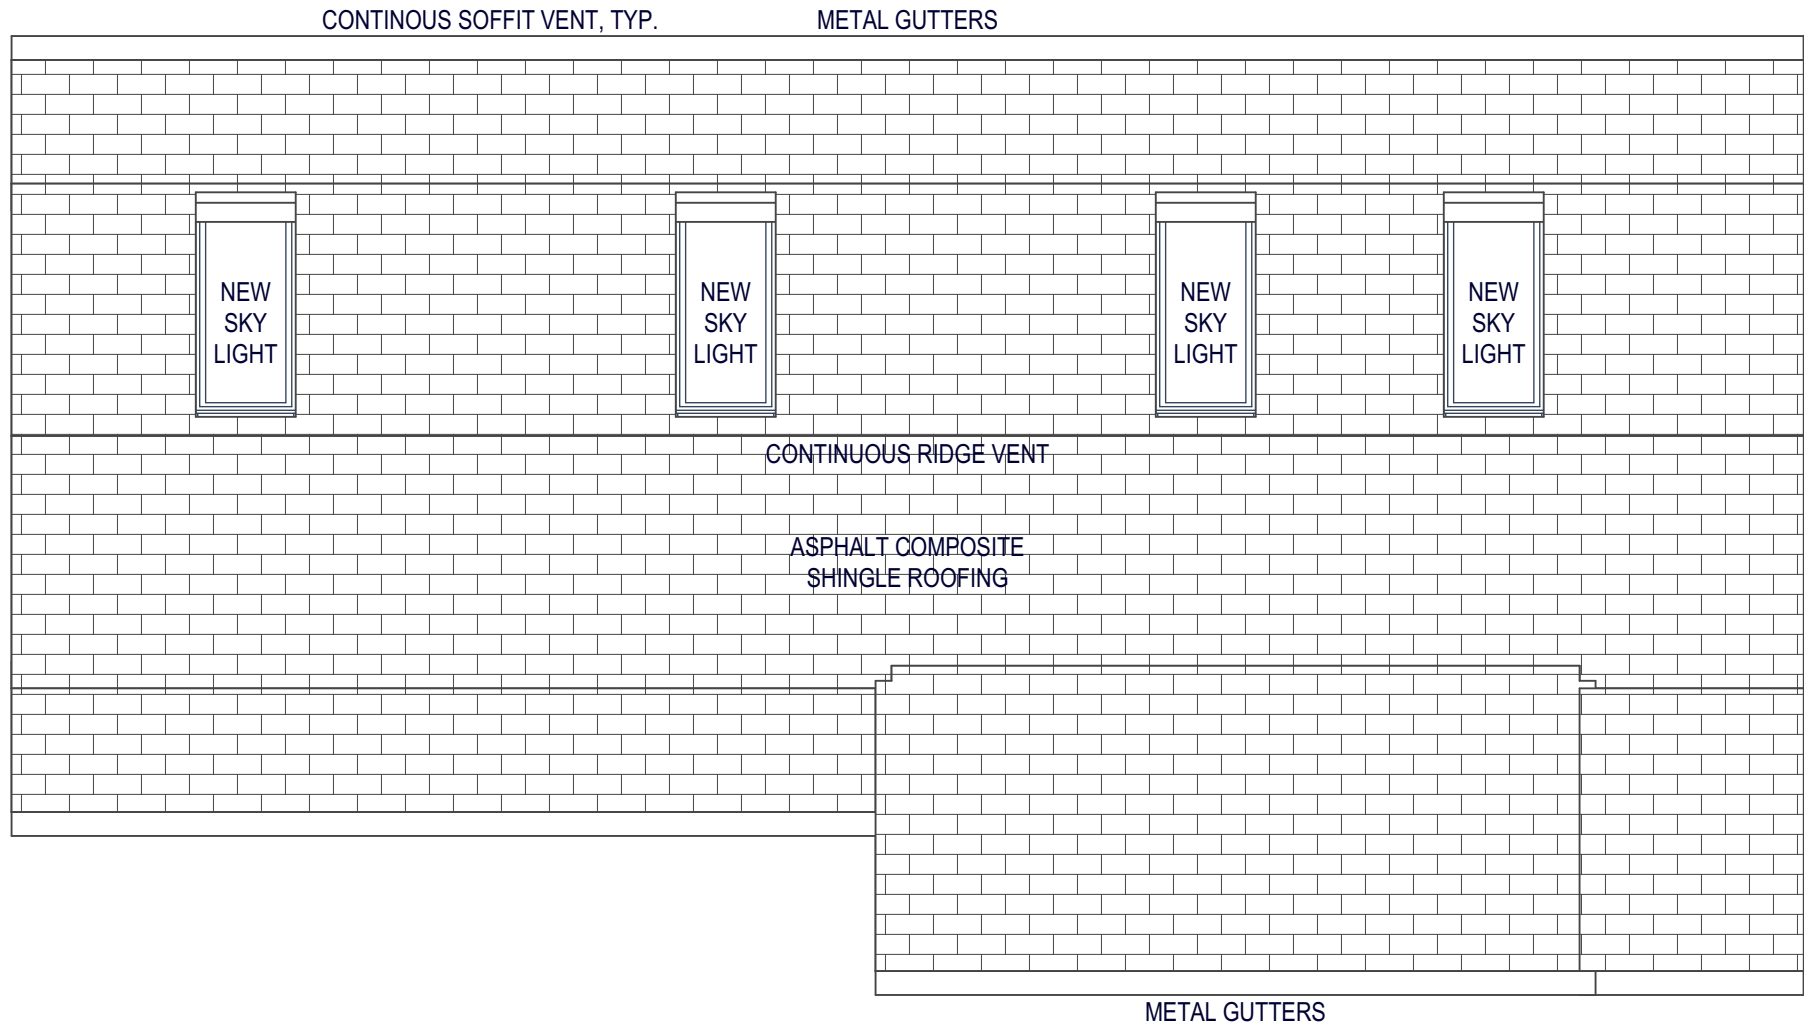 CONTINOUS SOFFIT VENT, TYP.
METAL GUTTERS
NEW
SKY
LIGHT
NEW
SKY
LIGHT
NEW
SKY
LIGHT
NEW
SKY
LIGHT
CONTINUOUS RIDGE VENT
ASPHALT COMPOSITE
SHINGLE ROOFING
METAL GUTTERS